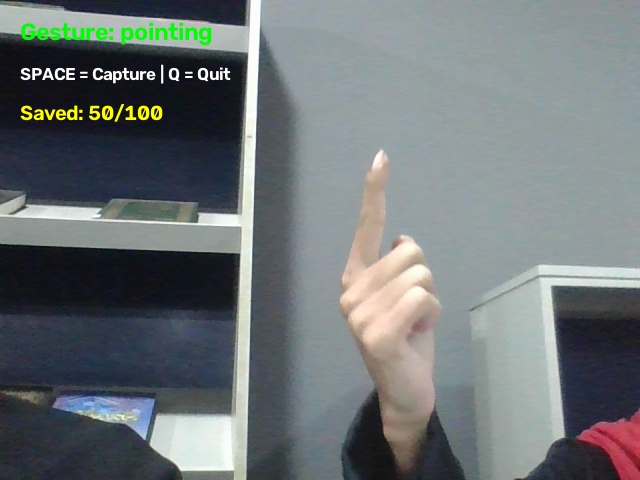 Gesture: pointing
SPACE = Capture | Q = Quit
Saved: 50/100